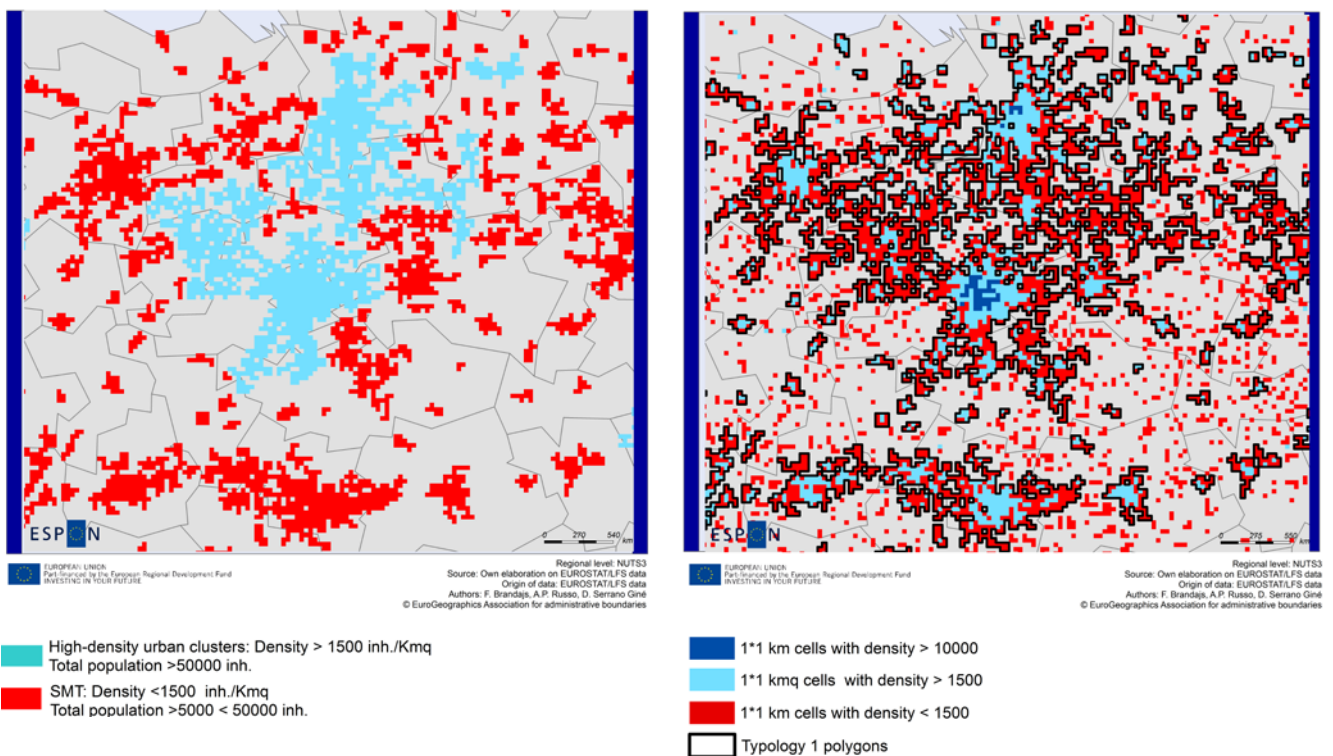 ESPON
0 270 540
km
EUROPEAN UNION
Part-financed by the European Regional Development Fund
INVESTING IN YOUR FUTURE
Regional level: NUTS3
Source: Own elaboration on EUROSTAT/LFS data
Origin of data: EUROSTAT/LFS data
Authors: F. Brandajs, A.P. Russo, D. Serrano Giné
© EuroGeographics Association for administrative boundaries
High-density urban clusters: Density > 1500 inh./Kmq
Total population >50000 inh.
SMT: Density <1500 inh./Kmq
Total population >5000 < 50000 inh.
ESPON
0 275 550
km
EUROPEAN UNION
Part-financed by the European Regional Development Fund
INVESTING IN YOUR FUTURE
Regional level: NUTS3
Source: Own elaboration on EUROSTAT/LFS data
Origin of data: EUROSTAT/LFS data
Authors: F. Brandajs, A.P. Russo, D. Serrano Giné
© EuroGeographics Association for administrative boundaries
1*1 km cells with density > 10000
1*1 kmq cells with density > 1500
1*1 km cells with density < 1500
Typology 1 polygons